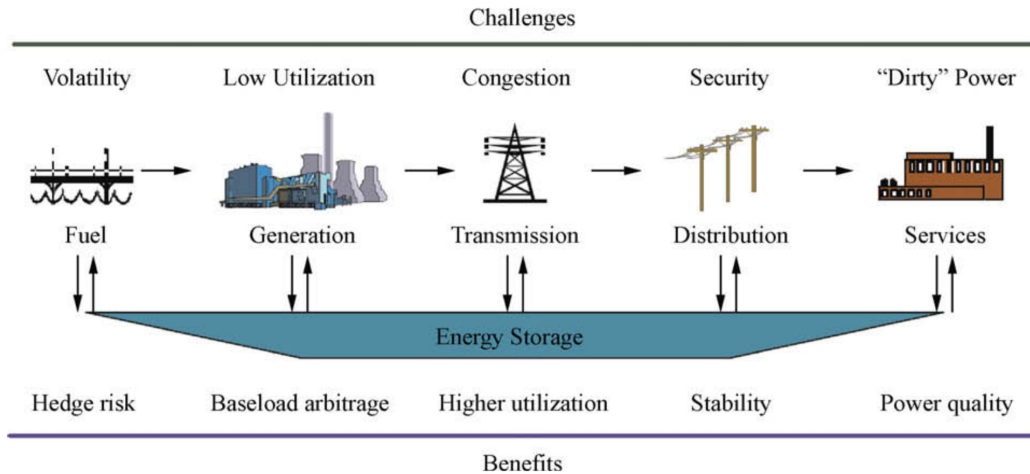 Challenges
Volatility
Low Utilization
Congestion
Security
“Dirty” Power
Fuel
Generation
Transmission
Distribution
Services
Energy Storage
Hedge risk
Baseload arbitrage
Higher utilization
Stability
Power quality
Benefits